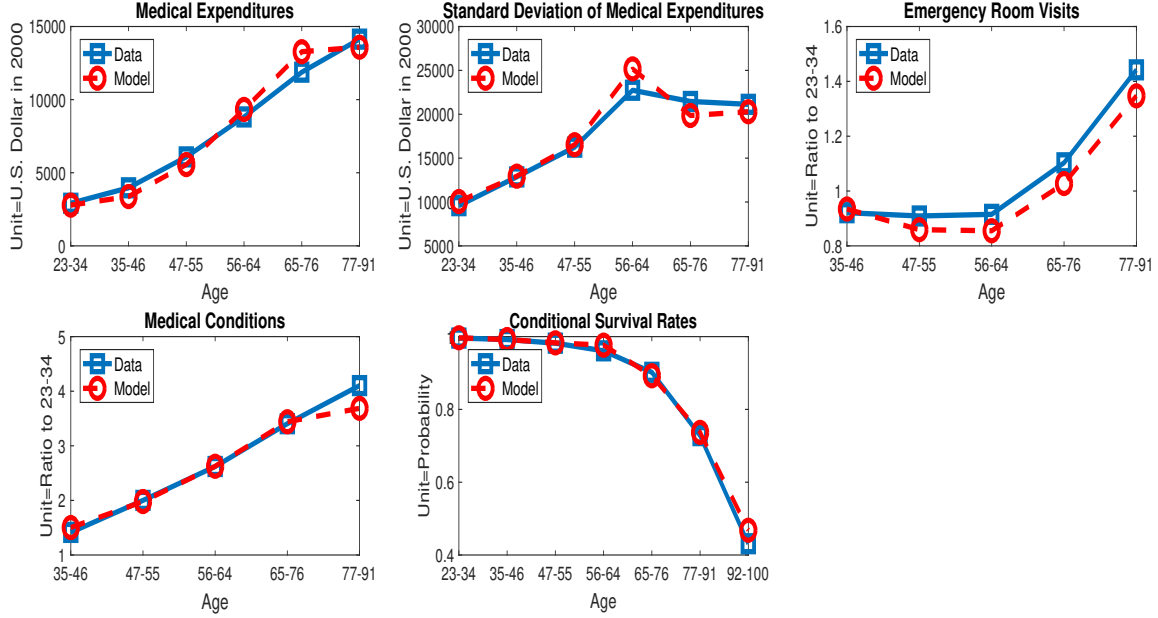 Medical Expenditures
Unit=U.S. Dollar in 2000
15000
10000
5000
0
Data
Model
23-34 35-46 47-55 56-64 65-76 77-91
Age
Standard Deviation of Medical Expenditures
Unit=U.S. Dollar in 2000
30000
25000
20000
15000
10000
5000
Data
Model
23-34 35-46 47-55 56-64 65-76 77-91
Age
Emergency Room Visits
Unit=Ratio to 23-34
1.6
1.4
1.2
1
0.8
Data
Model
35-46 47-55 56-64 65-76 77-91
Age
Medical Conditions
Unit=Ratio to 23-34
5
4
3
2
1
Data
Model
35-46 47-55 56-64 65-76 77-91
Age
Conditional Survival Rates
Unit=Probability
0.8
0.6
0.4
Data
Model
23-34 35-46 47-55 56-64 65-76 77-91 92-100
Age